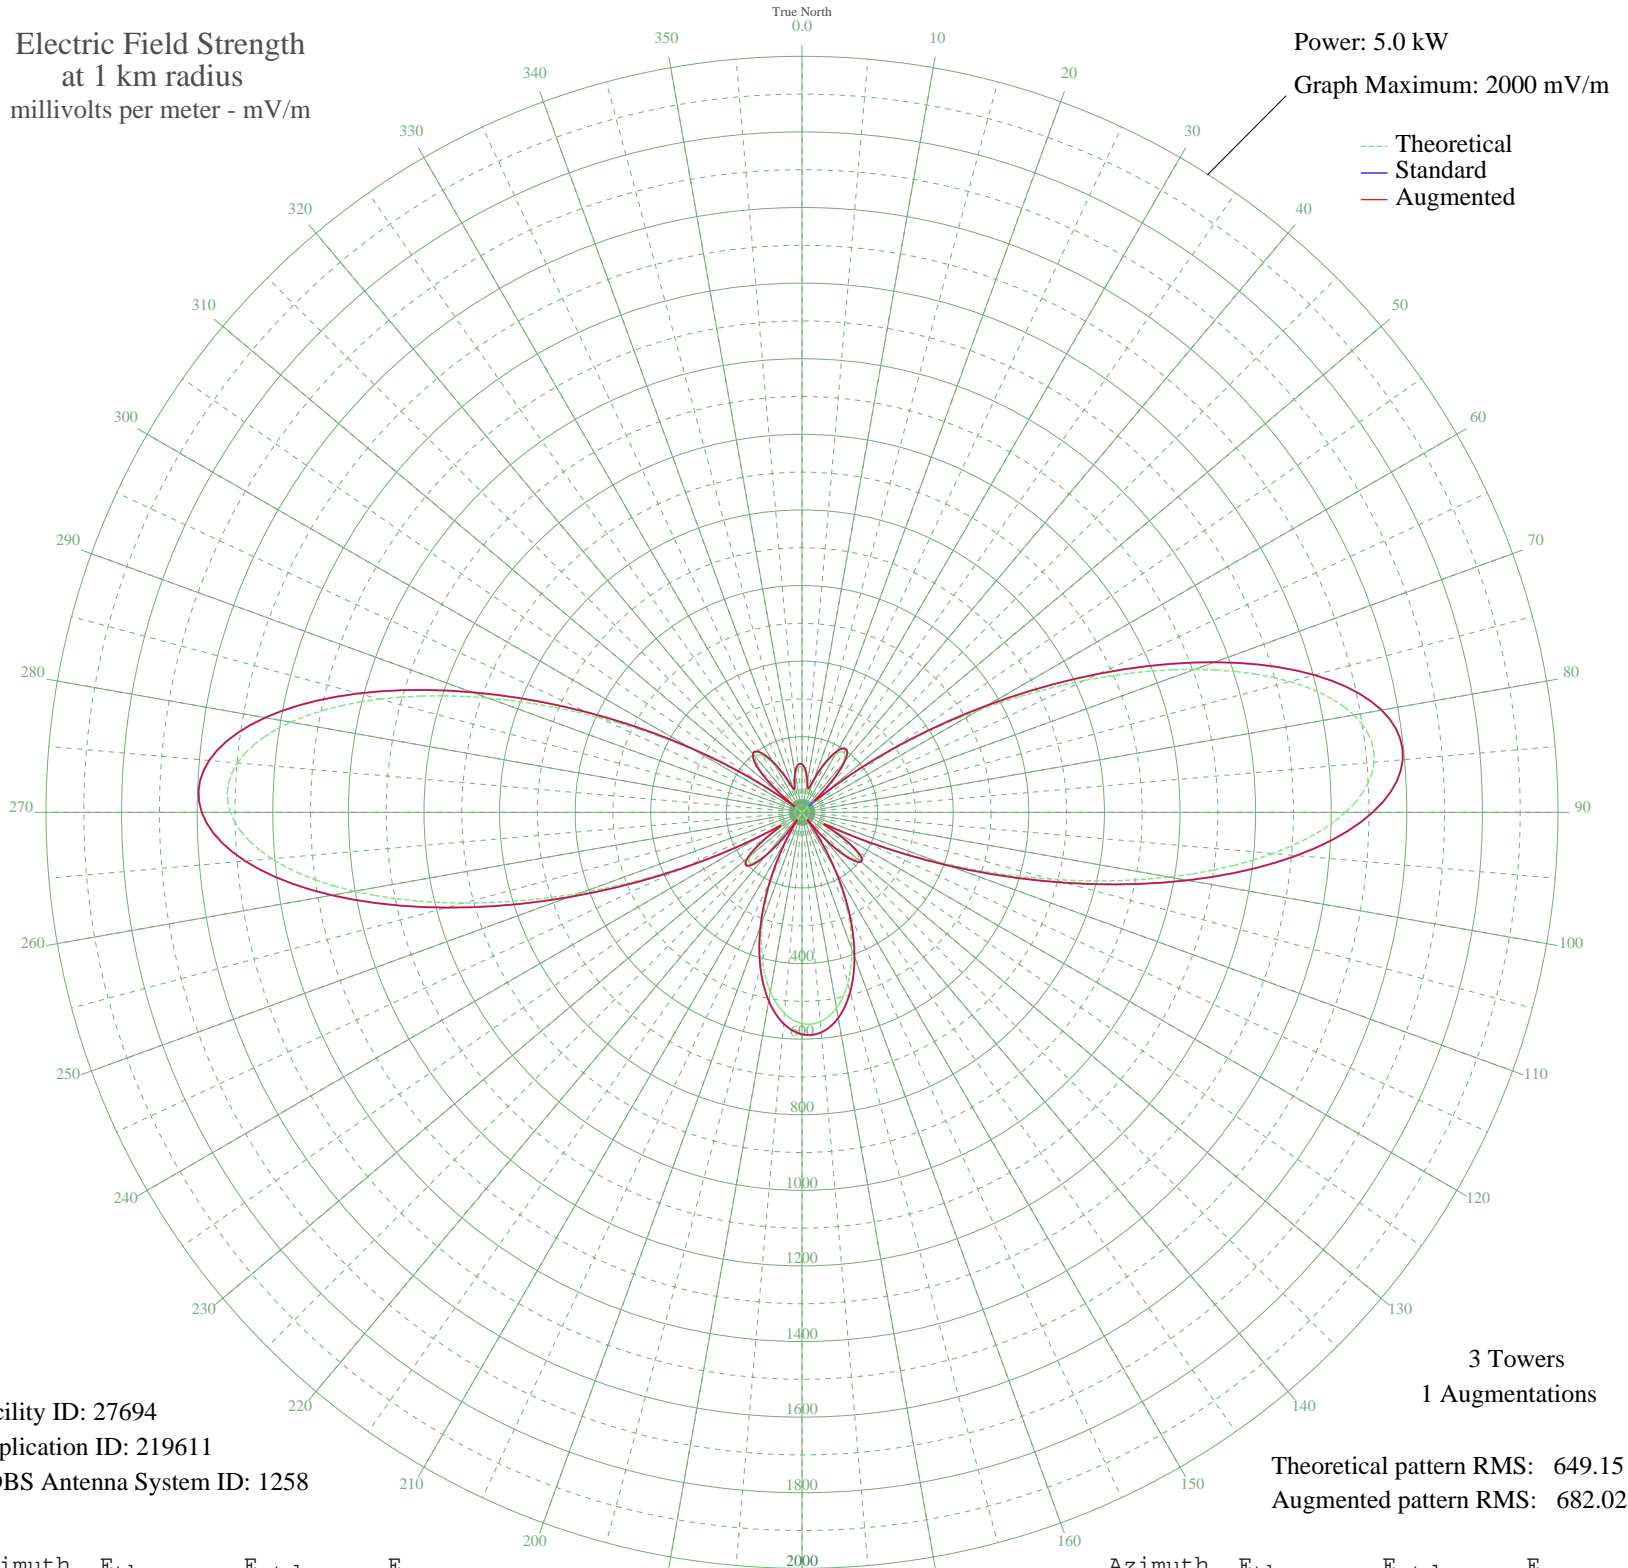 True North
0.0
Electric Field Strength
at 1 km radius
millivolts per meter - mV/m
Power: 5.0 kW
Graph Maximum: 2000 mV/m
Theoretical
Standard
Augmented
10
20
30
40
50
60
70
80
90
100
110
120
130
140
150
160
200
210
220
230
240
250
260
270
280
290
300
310
320
330
340
350
400
600
800
1000
1200
1400
1600
1800
2000
3 Towers
1 Augmentations
cility ID: 27694
plication ID: 219611
DBS Antenna System ID: 1258
Theoretical pattern RMS: 649.15
Augmented pattern RMS: 682.02
imuth E E E
Azimuth E E E